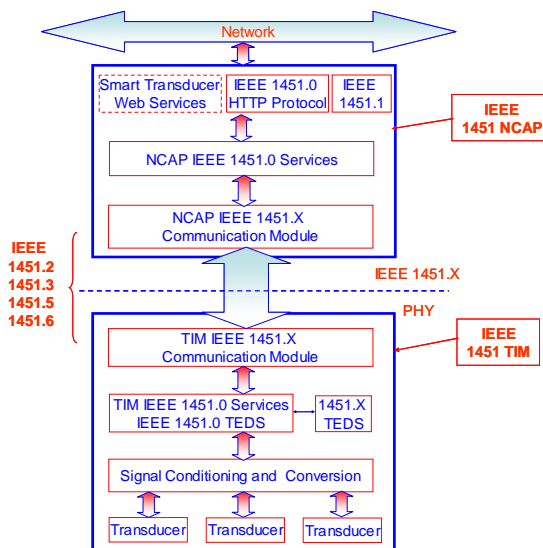 Network
Smart Transducer
Web Services
IEEE 1451.0
HTTP Protocol
IEEE
1451.1
IEEE
1451 NCAP
NCAP IEEE 1451.0 Services
NCAP IEEE 1451.X
Communication Module
IEEE
1451.2
1451.3
1451.5
1451.6
IEEE 1451.X
PHY
IEEE
1451 TIM
TIM IEEE 1451.X
Communication Module
TIM IEEE 1451.0 Services
IEEE 1451.0 TEDS
1451.X
TEDS
Signal Conditioning and Conversion
Transducer
Transducer
Transducer